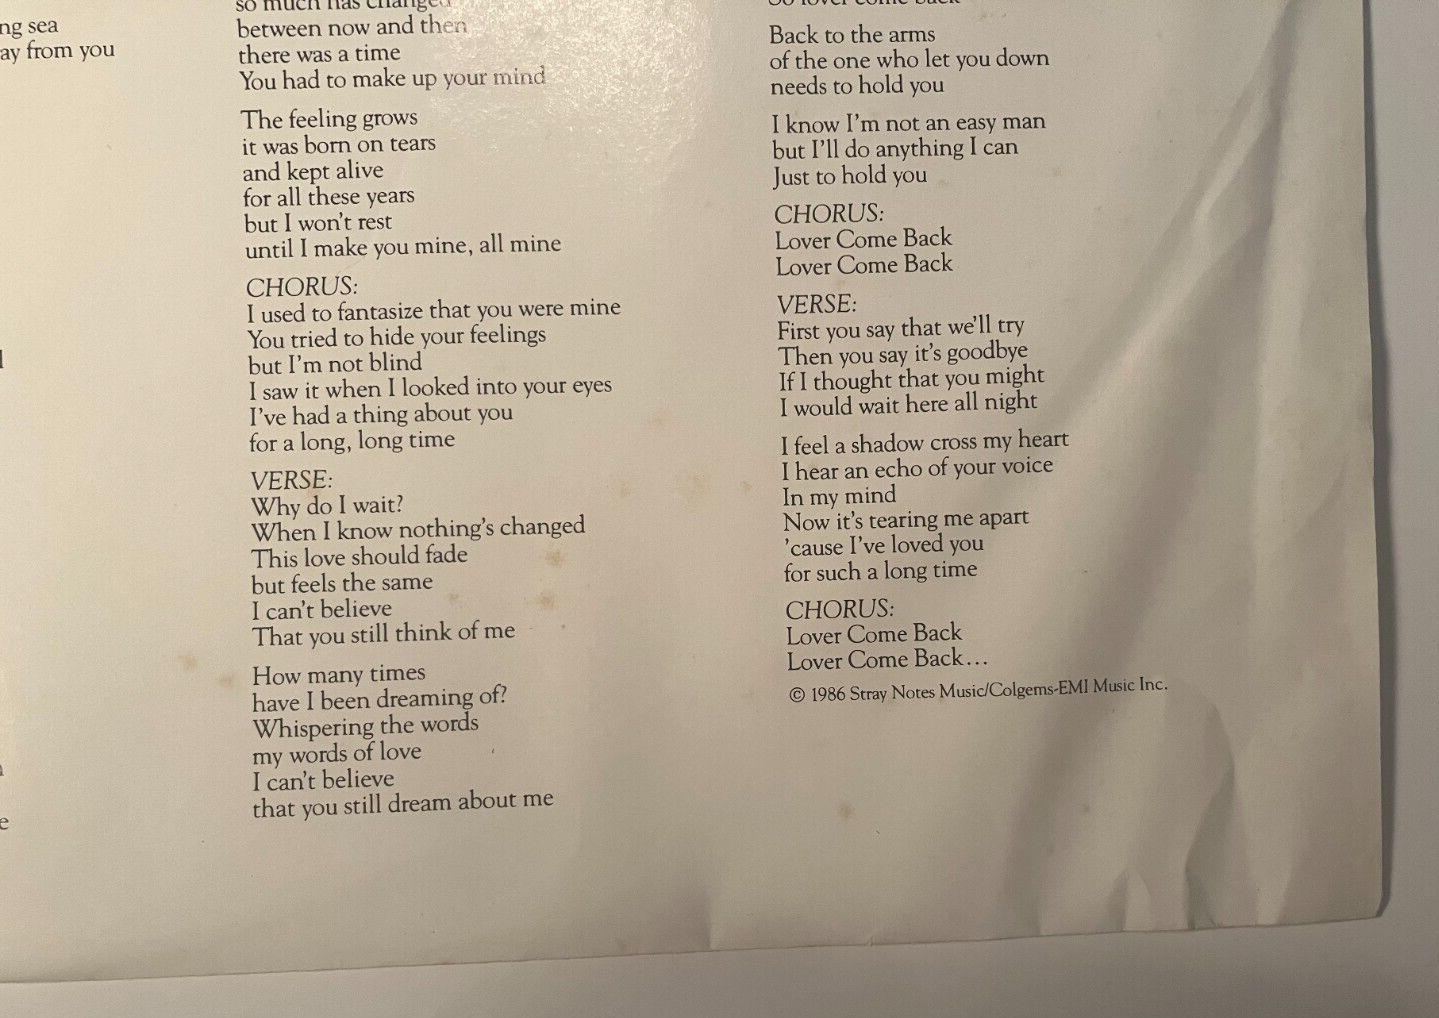 ng sea
ay from you
so much has changed
between now and then
there was a time
You had to make up your mind
The feeling grows
it was born on tears
and kept alive
for all these years
but I won't rest
until I make you mine, all mine
CHORUS:
I used to fantasize that you were mine
You tried to hide your feelings
but I'm not blind
I saw it when I looked into your eyes
I've had a thing about you
for a long, long time
VERSE:
Why do I wait?
When I know nothing's changed
This love should fade
but feels the same
I can't believe
That you still think of me
How many times
have I been dreaming of?
Whispering the words
my words of love
I can't believe
that you still dream about me
So lover come back
Back to the arms
of the one who let you down
needs to hold you
I know I'm not an easy man
but I'll do anything I can
Just to hold you
CHORUS:
Lover Come Back
Lover Come Back
VERSE:
First you say that we'll try
Then you say it's goodbye
If I thought that you might
I would wait here all night
I feel a shadow cross my heart
I hear an echo of your voice
In my mind
Now it's tearing me apart
'cause I've loved you
for such a long time
CHORUS:
Lover Come Back
Lover Come Back...
© 1986 Stray Notes Music/Colgems-EMI Music Inc.